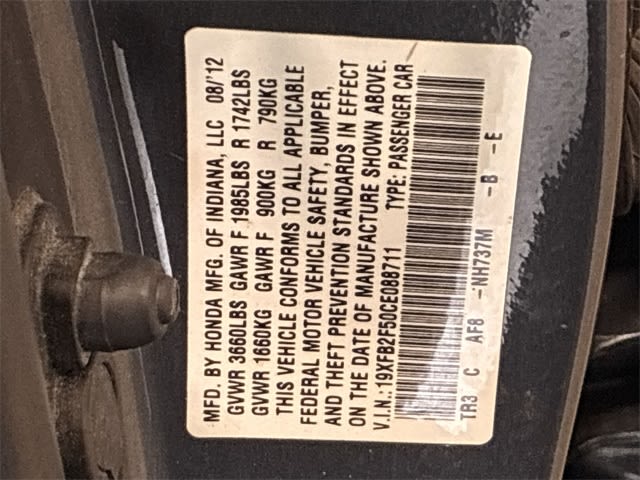 MFD. BY HONDA MFG. OF INDIANA, LLC 08/12
GVWR 3660LBS GAWR F 1985LBS R 1742LBS
GVWR 1660KG GAWR F 900KG R 790KG
THIS VEHICLE CONFORMS TO ALL APPLICABLE
FEDERAL MOTOR VEHICLE SAFETY, BUMPER,
AND THEFT PREVENTION STANDARDS IN EFFECT
ON THE DATE OF MANUFACTURE SHOWN ABOVE.
V.I.N.: 19XFB2F50CE088711 TYPE: PASSENGER CAR
TR3 C AF8 -NH737M -B -E